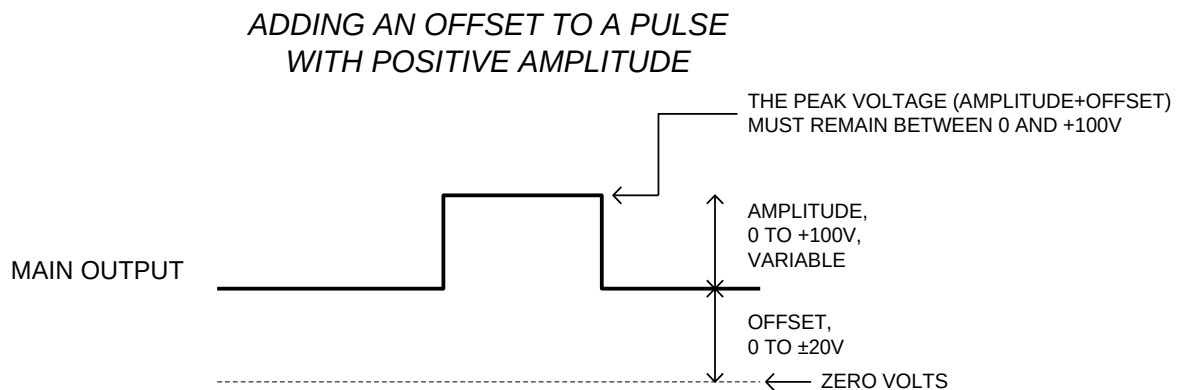 ADDING AN OFFSET TO A PULSE
WITH POSITIVE AMPLITUDE
THE PEAK VOLTAGE (AMPLITUDE+OFFSET)
MUST REMAIN BETWEEN 0 AND +100V
AMPLITUDE,
0 TO +100V,
VARIABLE
MAIN OUTPUT
OFFSET,
0 TO ±20V
ZERO VOLTS